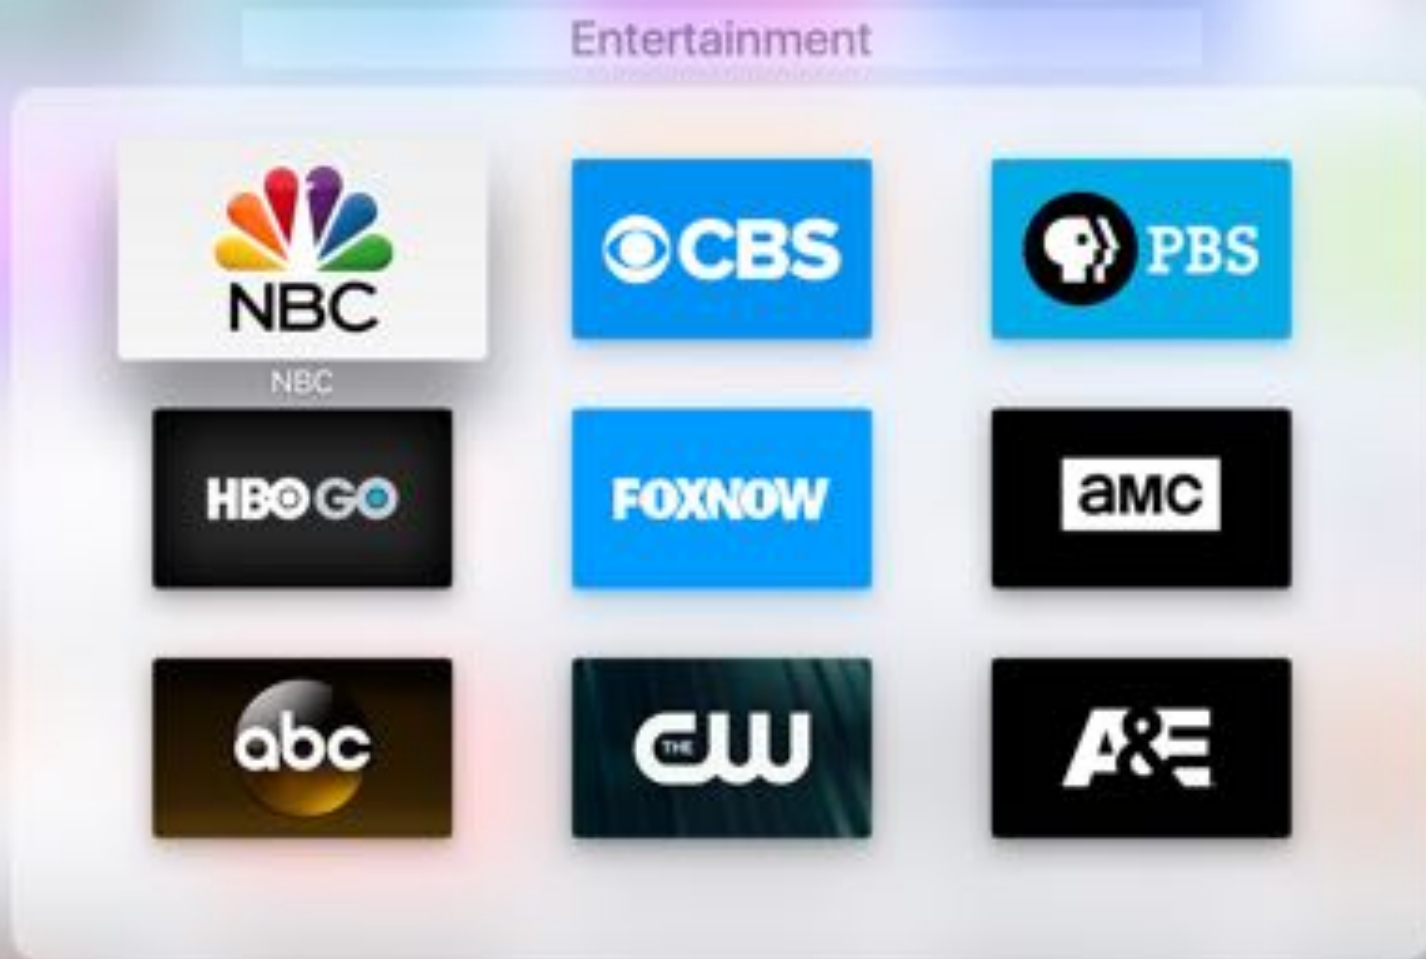 Entertainment
NBC
CBS
PBS
NBC
HBO GO
FOXNOW
aMC
abc
THE CW
A&E